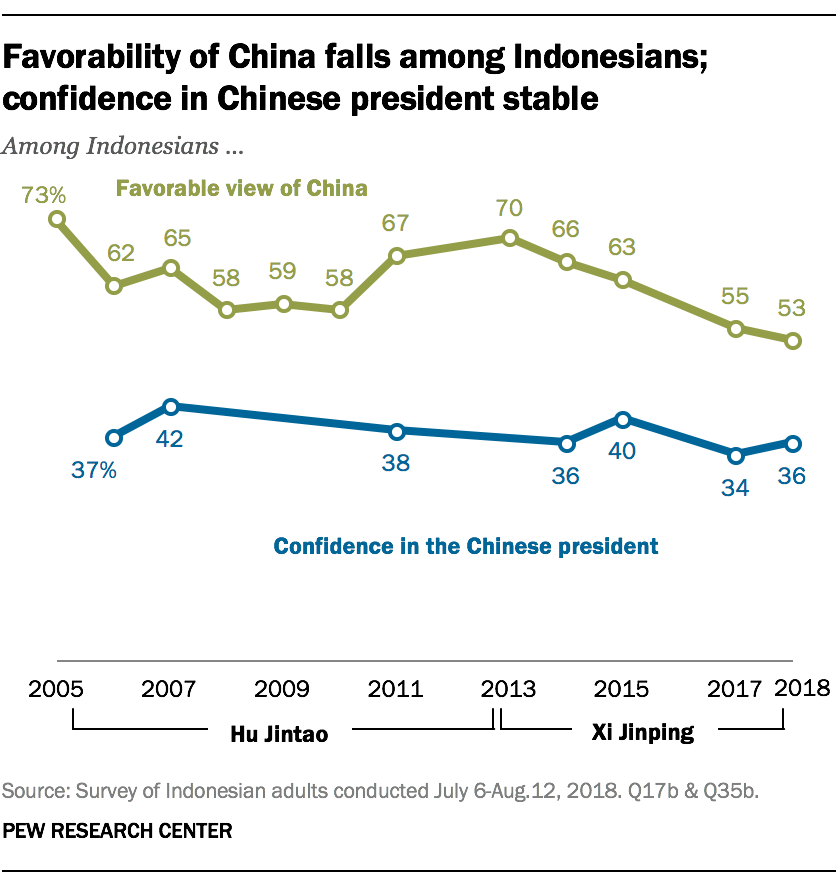 Favorability of China falls among Indonesians;
confidence in Chinese president stable
Among Indonesians ...
73%
Favorable view of China
62
65
58
59
58
67
70
66
63
55
53
37%
42
38
36
40
34
36
Confidence in the Chinese president
2005 2007 2009 2011 2013 2015 2017 2018
Hu Jintao Xi Jinping
Source: Survey of Indonesian adults conducted July 6-Aug.12, 2018. Q17b & Q35b.
PEW RESEARCH CENTER